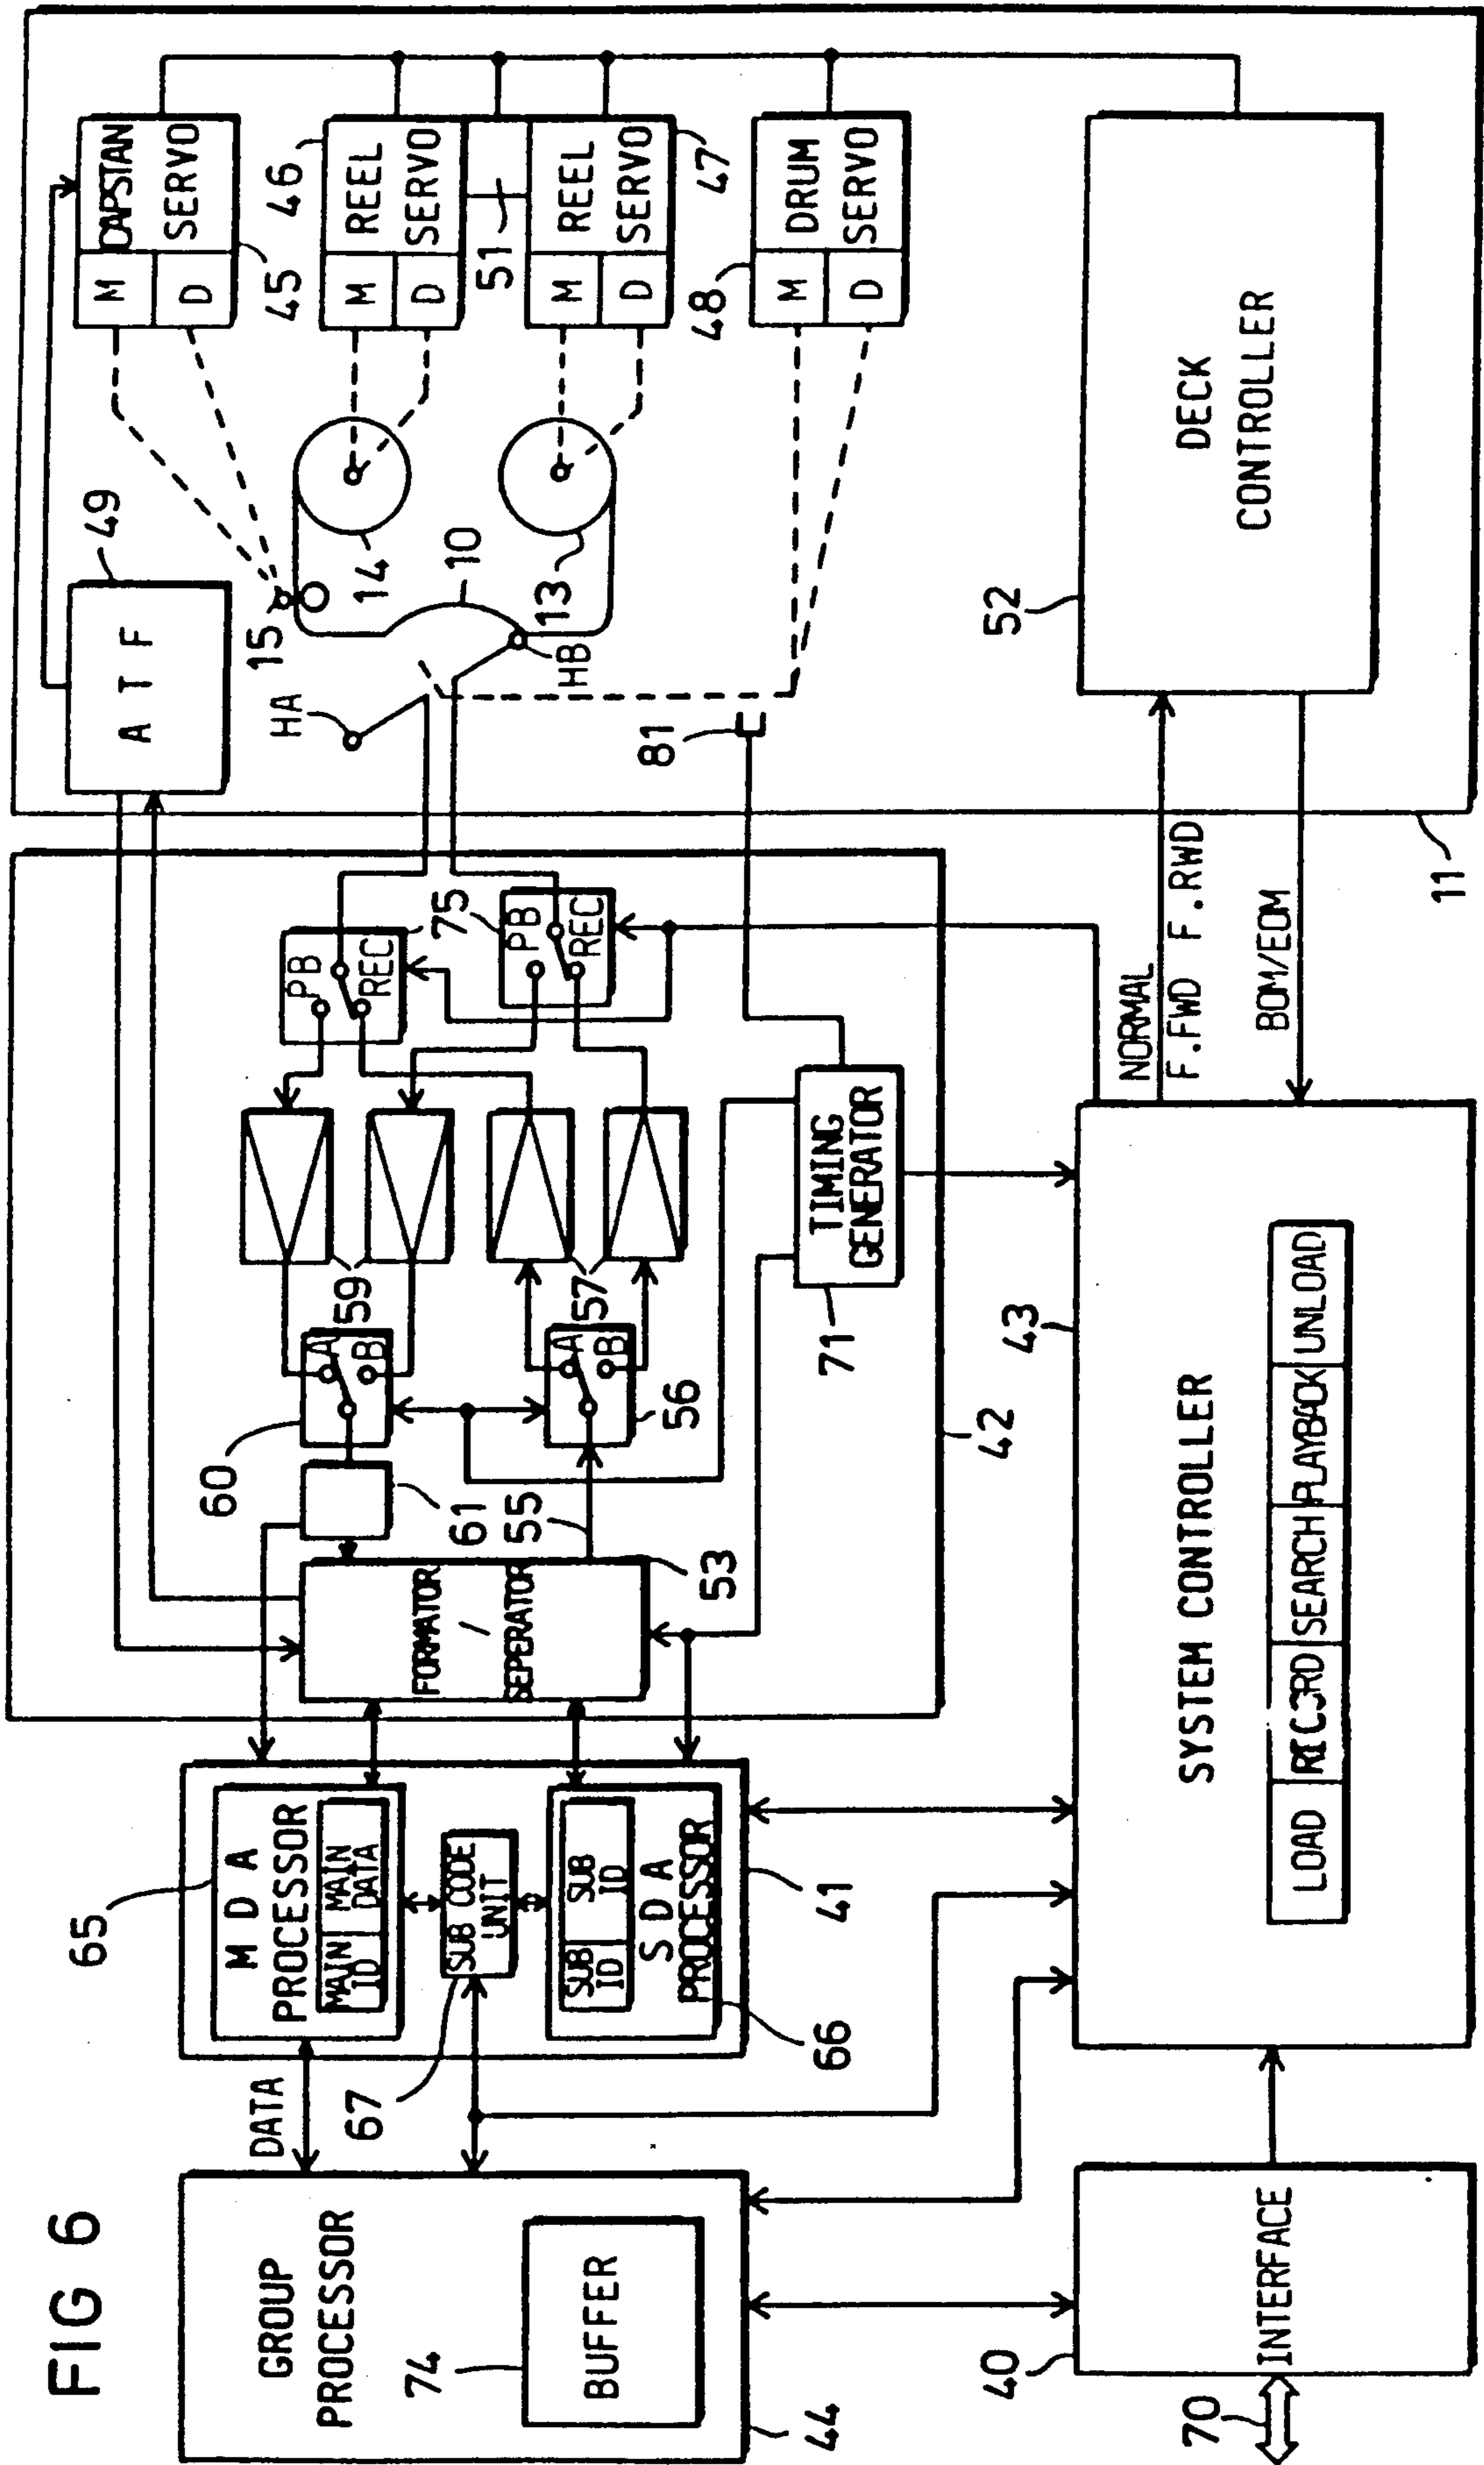 FIG 6
GROUP
PROCESSOR
74
BUFFER
44
DATA
65
M D A
PROCESSOR
MAIN
ID
MAIN
DATA
67
SUB CODE
UNIT
SUB
ID
SUB
ID
S D A
PROCESSOR
66
41
FORMATOR
/
SEPERATOR
53
55
61
60
A
B
59
A
B
57
56
PB
REC
75
PB
REC
TIMING
GENERATOR
71
42
A T F
49
HA
HB
15
14
10
13
81
CAPSTAN
SERVO
M
D
45
46
REEL
SERVO
M
D
51
REEL
SERVO
M
D
47
48
DRUM
SERVO
M
D
52
DECK
CONTROLLER
11
NORMAL
F.FWD F.RWD
BOM/EOM
43
SYSTEM CONTROLLER
LOAD
SEARCH
PLAYBACK
UNLOAD
40
INTERFACE
70